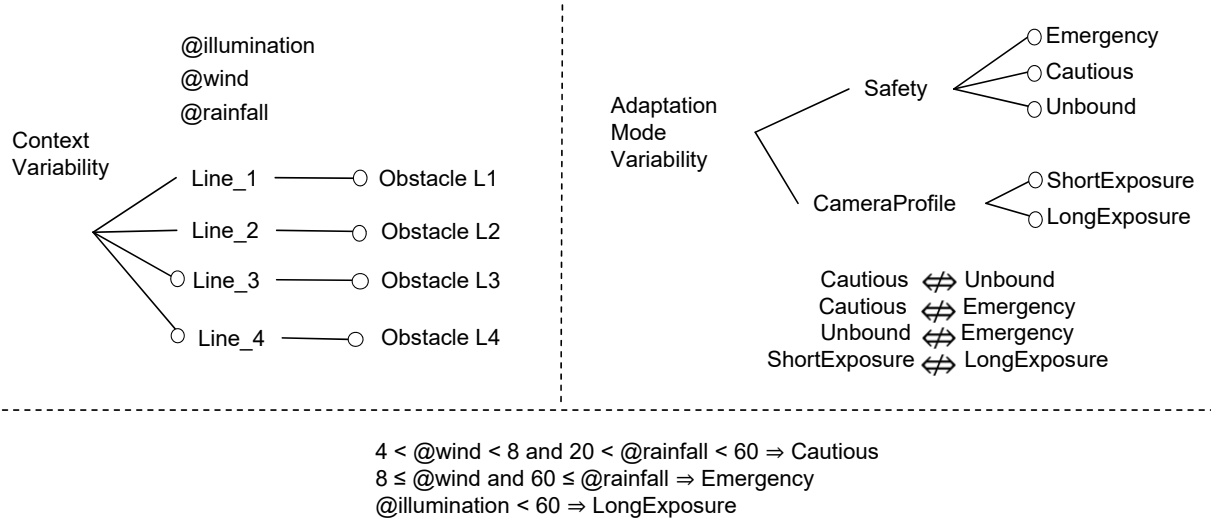 @illumination
@wind
@rainfall
Context
Variability
Line_1
Obstacle L1
Line_2
Obstacle L2
Line_3
Obstacle L3
Line_4
Obstacle L4
Adaptation
Mode
Variability
Safety
Emergency
Cautious
Unbound
CameraProfile
ShortExposure
LongExposure
Cautious ⇎ Unbound
Cautious ⇎ Emergency
Unbound ⇎ Emergency
ShortExposure ⇎ LongExposure
4 < @wind < 8 and 20 < @rainfall < 60 ⇒ Cautious
8 ≤ @wind and 60 ≤ @rainfall ⇒ Emergency
@illumination < 60 ⇒ LongExposure